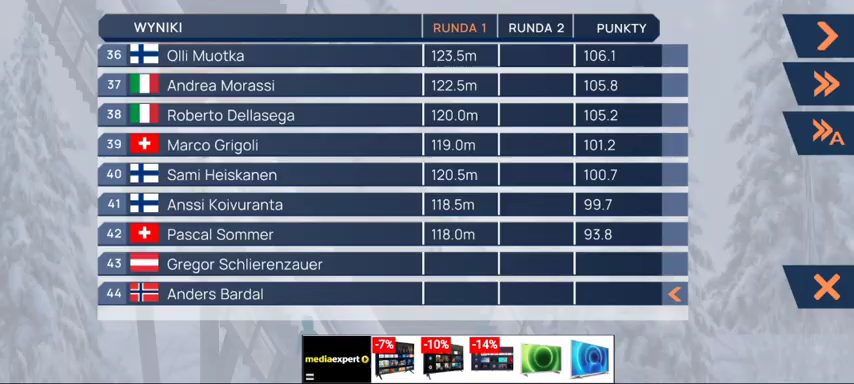 WYNIKI RUNDA 1 RUNDA 2 PUNKTY
36 Olli Muotka 123.5m 106.1
37 Andrea Morassi 122.5m 105.8
38 Roberto Dellasega 120.0m 105.2
39 Marco Grigoli 119.0m 101.2
40 Sami Heiskanen 120.5m 100.7
41 Anssi Koivuranta 118.5m 99.7
42 Pascal Sommer 118.0m 93.8
43 Gregor Schlierenzauer
44 Anders Bardal
A
mediaexpert -7% -10% -14%